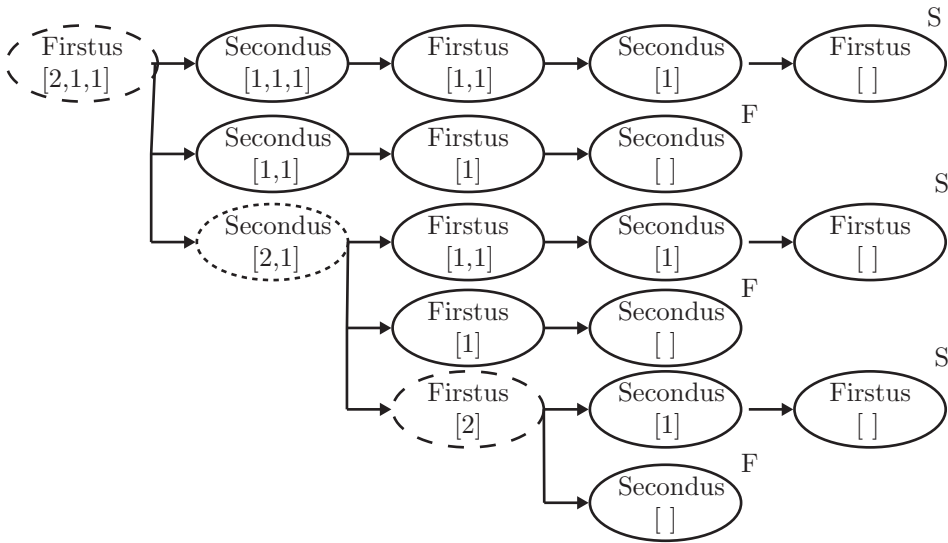 S
Firstus
[2,1,1]
Secondus
[1,1,1]
Firstus
[1,1]
Secondus
[1]
Firstus
[ ]
F
Secondus
[1,1]
Firstus
[1]
Secondus
[ ]
S
Secondus
[2,1]
Firstus
[1,1]
Secondus
[1]
Firstus
[ ]
F
Firstus
[1]
Secondus
[ ]
S
Firstus
[2]
Secondus
[1]
Firstus
[ ]
F
Secondus
[ ]